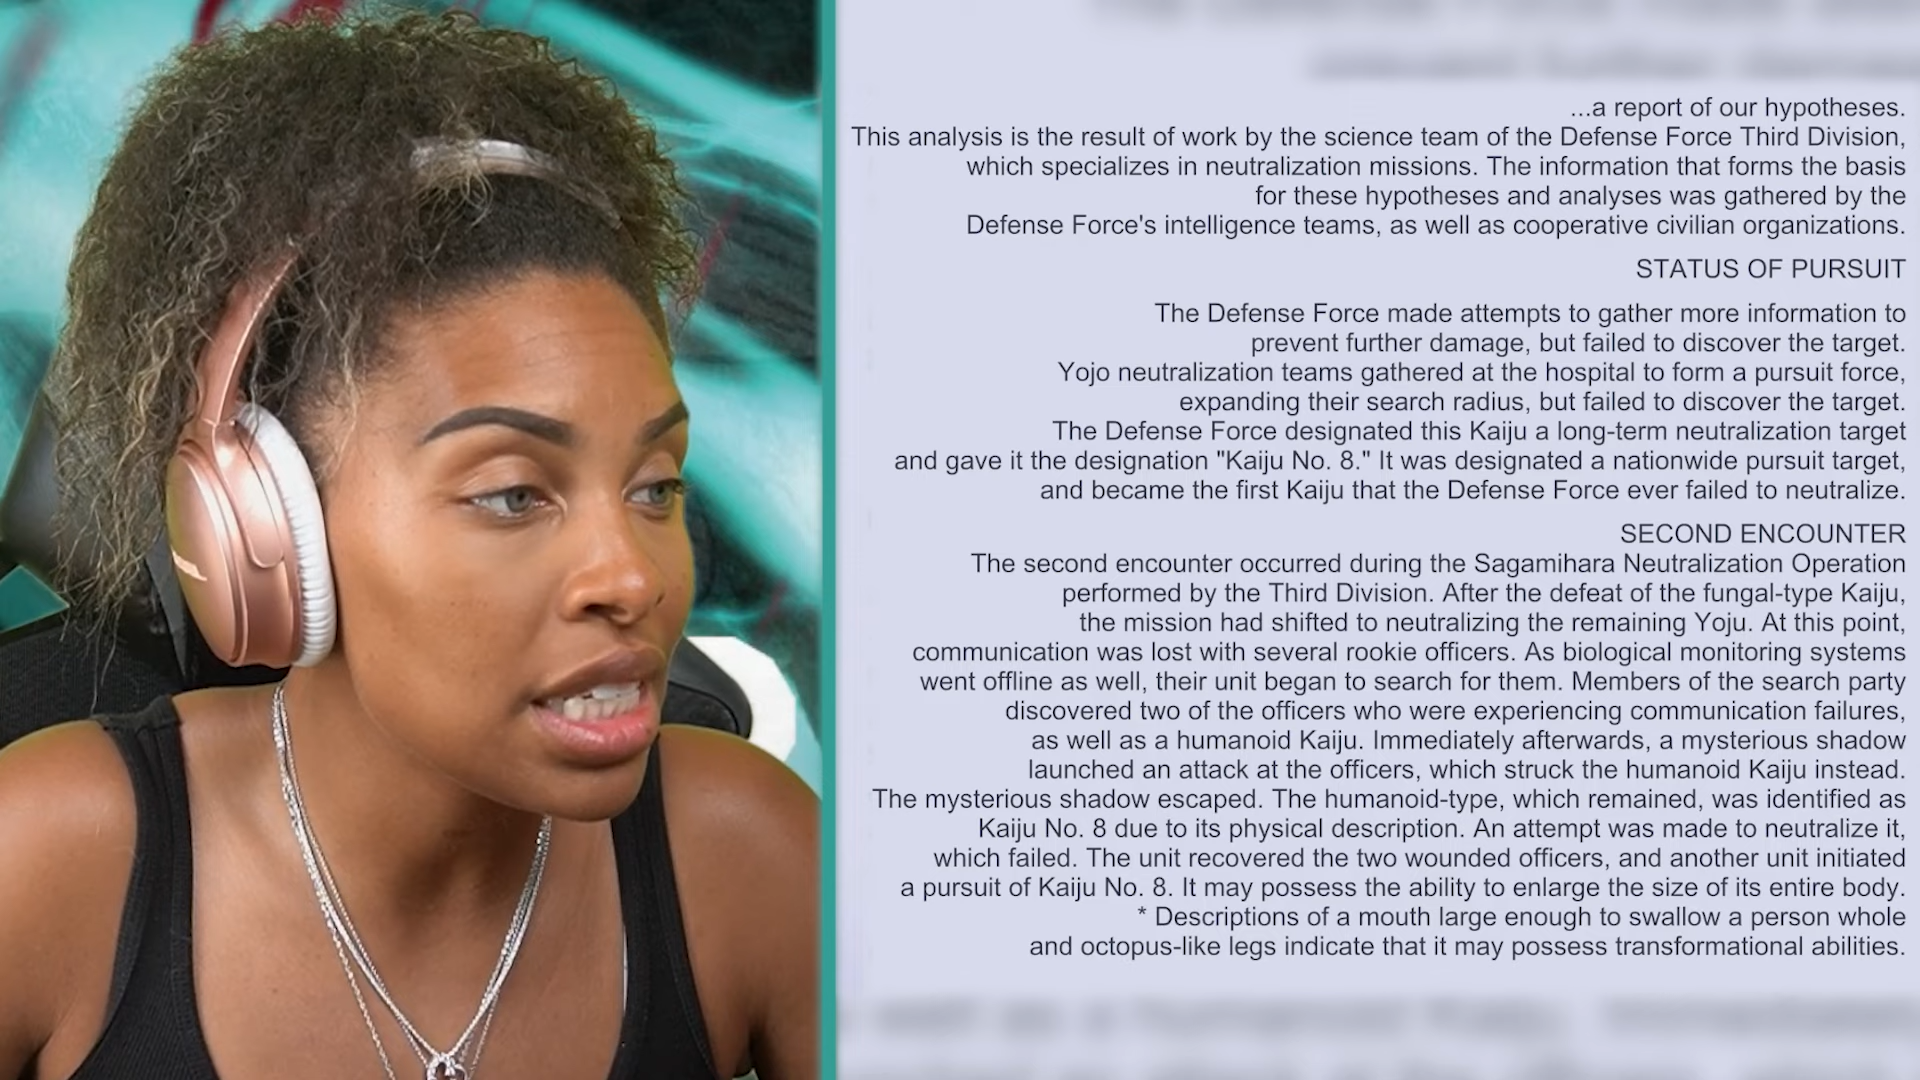 ...a report of our hypotheses.
This analysis is the result of work by the science team of the Defense Force Third Division,
which specializes in neutralization missions. The information that forms the basis
for these hypotheses and analyses was gathered by the
Defense Force's intelligence teams, as well as cooperative civilian organizations.
STATUS OF PURSUIT
The Defense Force made attempts to gather more information to
prevent further damage, but failed to discover the target.
Yojo neutralization teams gathered at the hospital to form a pursuit force,
expanding their search radius, but failed to discover the target.
The Defense Force designated this Kaiju a long-term neutralization target
and gave it the designation "Kaiju No. 8." It was designated a nationwide pursuit target,
and became the first Kaiju that the Defense Force ever failed to neutralize.
SECOND ENCOUNTER
The second encounter occurred during the Sagamihara Neutralization Operation
performed by the Third Division. After the defeat of the fungal-type Kaiju,
the mission had shifted to neutralizing the remaining Yoju. At this point,
communication was lost with several rookie officers. As biological monitoring systems
went offline as well, their unit began to search for them. Members of the search party
discovered two of the officers who were experiencing communication failures,
as well as a humanoid Kaiju. Immediately afterwards, a mysterious shadow
launched an attack at the officers, which struck the humanoid Kaiju instead.
The mysterious shadow escaped. The humanoid-type, which remained, was identified as
Kaiju No. 8 due to its physical description. An attempt was made to neutralize it,
which failed. The unit recovered the two wounded officers, and another unit initiated
a pursuit of Kaiju No. 8. It may possess the ability to enlarge the size of its entire body.
* Descriptions of a mouth large enough to swallow a person whole
and octopus-like legs indicate that it may possess transformational abilities.